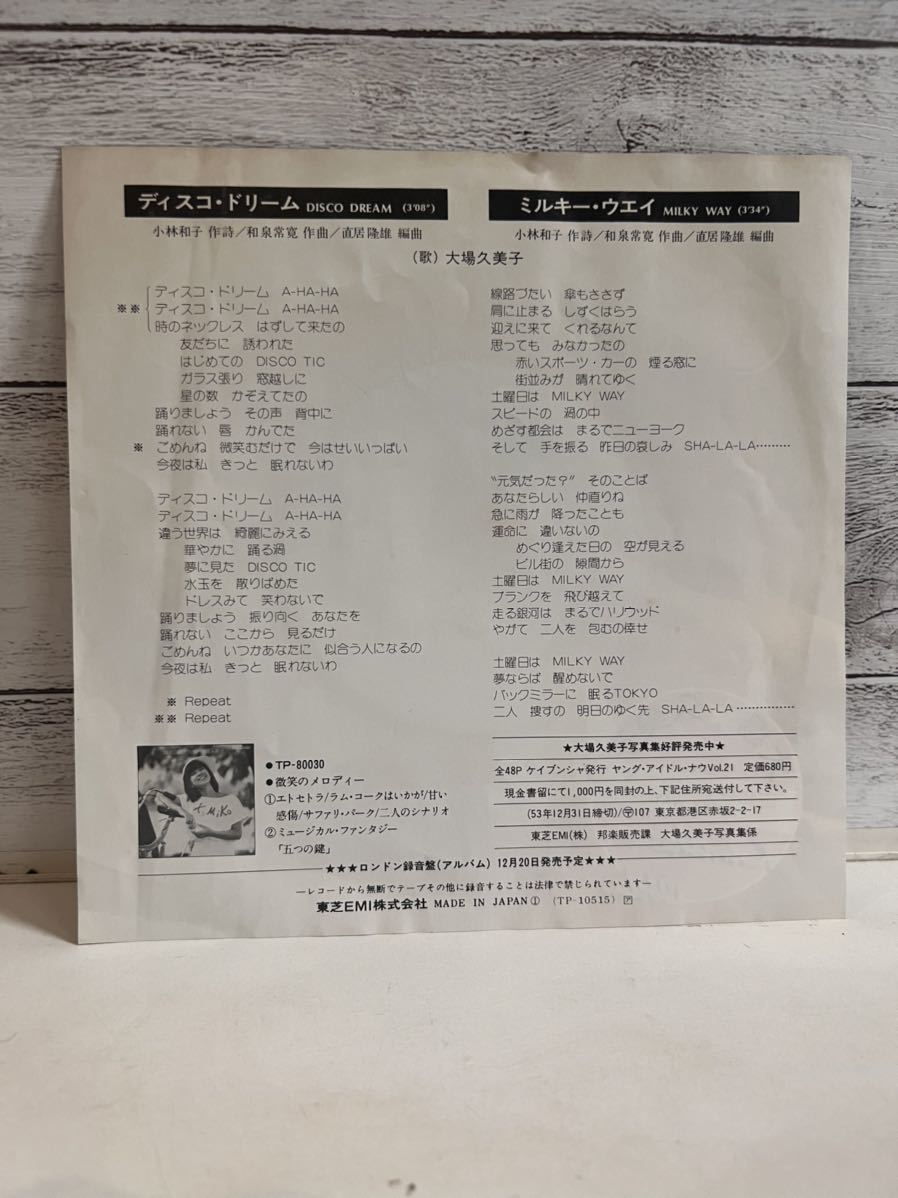 ディスコ・ドリーム DISCO DREAM (3'08")
小林和子 作詩/和泉常寛 作曲/直居隆雄 編曲
ミルキー・ウエイ MILKY WAY (3'34")
小林和子 作詩/和泉常寛 作曲/直居隆雄 編曲
(歌) 大場久美子
ディスコ・ドリーム A-HA-HA
※※ ディスコ・ドリーム A-HA-HA
時のネックレス はずして来たの
友だちに 誘われた
はじめての DISCO TIC
ガラス張り 窓越しに
星の数 かぞえてたの
踊りましょう その声 背中に
踊れない 唇 かんでた
※ ごめんね 微笑むだけで 今はせいいっぱい
今夜は私 きっと 眠れないわ
ディスコ・ドリーム A-HA-HA
ディスコ・ドリーム A-HA-HA
違う世界は 綺麗にみえる
華やかに 踊る渦
夢に見た DISCO TIC
水玉を 散りばめた
ドレスみて 笑わないで
踊りましょう 振り向く あなたを
踊れない ここから 見るだけ
ごめんね いつかあなたに 似合う人になるの
今夜は私 きっと 眠れないわ
※ Repeat
※※ Repeat
線路づたい 傘もささず
肩に止まる しずくはらう
迎えに来て くれるなんて
思っても みなかったの
赤いスポーツ・カーの 煙る窓に
街並みが 晴れてゆく
土曜日は MILKY WAY
スピードの 渦の中
めざす都会は まるでニューヨーク
そして 手を振る 昨日の哀しみ SHA-LA-LA………
"元気だった?" そのことば
あなたらしい 仲直りね
急に雨が 降ったことも
運命に 違いないの
めぐり逢えた日の 空が見える
ビル街の 隙間から
土曜日は MILKY WAY
ブランクを 飛び越えて
走る銀河は まるでハリウッド
やがて 二人を 包むの倖せ
土曜日は MILKY WAY
夢ならば 醒めないで
バックミラーに 眠るTOKYO
二人 捜すの 明日のゆく先 SHA-LA-LA……………
●TP-80030
●微笑のメロディー
①エトセトラ/ラム・コークはいかが/甘い
感傷/サファリ・パーク/二人のシナリオ
②ミュージカル・ファンタジー
「五つの鍵」
★大場久美子写真集好評発売中★
全48P ケイブンシャ発行 ヤング・アイドル・ナウVol.21 定価680円
現金書留にて1,000円を同封の上、下記住所宛送付して下さい。
(53年12月31日締切)/〒107 東京都港区赤坂2-2-17
東芝EMI(株) 邦楽販売課 大場久美子写真集係
★★★ロンドン録音盤(アルバム) 12月20日発売予定★★★
―レコードから無断でテープその他に録音することは法律で禁じられています―
東芝EMI株式会社 MADE IN JAPAN① (TP-10515) ア